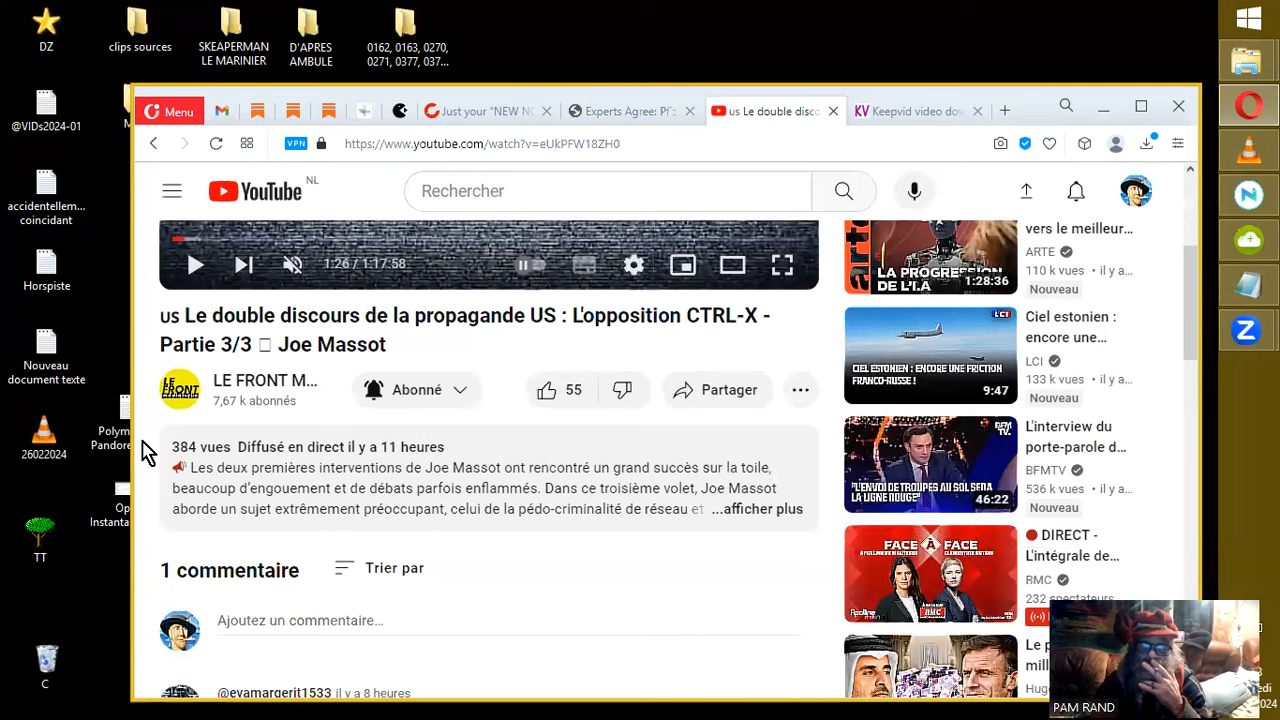 DZ
clips sources
SKEAPERMAN
LE MARINIER
D'APRES
AMBULE
0162, 0163, 0270,
0271, 0377, 037...
@VIDs2024-01
accidentellem...
coincidant
Horspiste
Nouveau
document texte
26022024
TT
C
Polym
Pandore
Op
Instanta
Menu
Just your "NEW NO
Experts Agree: PF
us Le double disco
Keepvid video dow
VPN
https://www.youtube.com/watch?v=eUkPFW18ZH0
YouTube
NL
Rechercher
1:26 / 1:17:58
us Le double discours de la propagande US : L'opposition CTRL-X -
Partie 3/3 Joe Massot
LE FRONT
LE FRONT M...
7,67 k abonnés
Abonné
55
Partager
384 vues Diffusé en direct il y a 11 heures
Les deux premières interventions de Joe Massot ont rencontré un grand succès sur la toile,
beaucoup d'engouement et de débats parfois enflammés. Dans ce troisième volet, Joe Massot
aborde un sujet extrêmement préoccupant, celui de la pédo-criminalité de réseau et ...afficher plus
1 commentaire
Trier par
Ajoutez un commentaire...
@evamargerit1533 il y a 8 heures
arte
LA PROGRESSION
DE L'I.A
1:28:36
vers le meilleur...
ARTE
110 k vues • il y a...
Nouveau
LCI
CIEL ESTONIEN : ENCORE UNE FRICTION
FRANCO-RUSSE !
9:47
Ciel estonien :
encore une...
LCI
133 k vues • il y a...
BFM
TV.
"L'ENVOI DE TROUPES AU SOL SERA
LA LIGNE ROUGE"
46:22
L'interview du
porte-parole d...
BFMTV
536 k vues • il y a...
Nouveau
FACE
À
FACE
DIRECT -
L'intégrale de...
RMC
232 spectateurs
Le p
mill
Hug
PAM RAND
2024